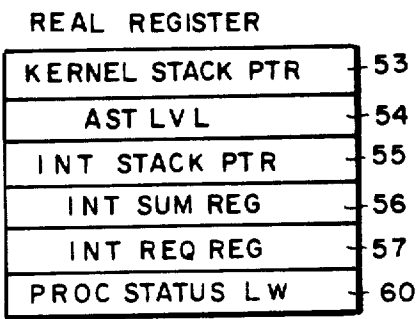 REAL REGISTER
KERNEL STACK PTR 53
AST LVL 54
INT STACK PTR 55
INT SUM REG 56
INT REQ REG 57
PROC STATUS LW 60